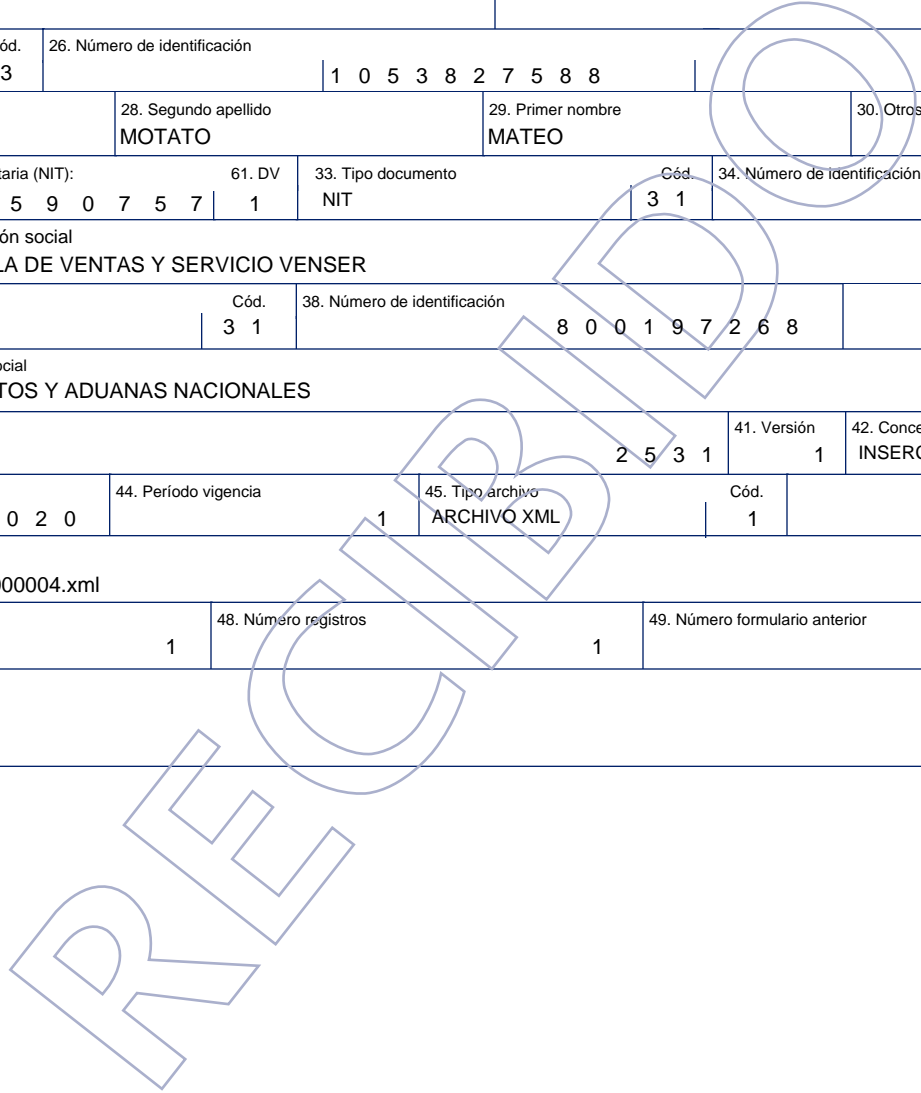 ód. 26. Número de identificación
3 1 0 5 3 8 2 7 5 8 8
28. Segundo apellido 29. Primer nombre 30. Otros
MOTATO MATEO
taria (NIT): 61. DV 33. Tipo documento Cód. 34. Número de identificación
5 9 0 7 5 7 1 NIT 3 1
ón social
LA DE VENTAS Y SERVICIO VENSER
Cód. 38. Número de identificación
3 1 8 0 0 1 9 7 2 6 8
ocial
TOS Y ADUANAS NACIONALES
41. Versión 42. Conce
2 5 3 1 1 INSERC
44. Período vigencia 45. Tipo archivo Cód.
0 2 0 1 ARCHIVO XML 1
000004.xml
48. Número registros 49. Número formulario anterior
1 1
RECIBIDO